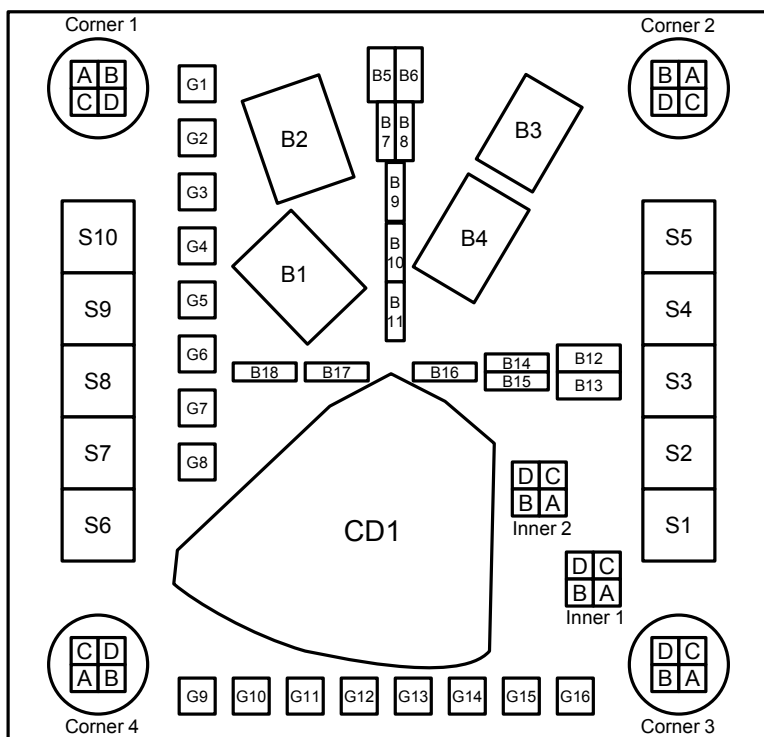 Corner 1
A B
C D
Corner 2
B A
D C
G1
G2
G3
G4
G5
G6
G7
G8
B2
B1
B5 B6
B
7
B
8
B
9
B
10
B
11
B3
B4
S10
S9
S8
S7
S6
S5
S4
S3
S2
S1
B18 B17 B16 B14 B12
B15 B13
CD1
D C
B A
Inner 2
D C
B A
Inner 1
C D
A B
Corner 4
G9 G10 G11 G12 G13 G14 G15 G16
D C
B A
Corner 3